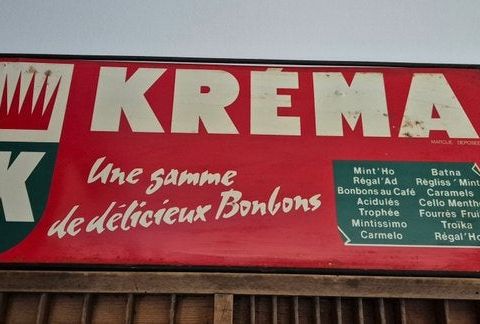 KRÉMA
MARQUE DÉPOSÉE
K
Une gamme
de délicieux Bonbons
Mint'Ho
Régal'Ad
Bonbons au Café
Acidulés
Trophée
Mintissimo
Carmelo
Batna
Régliss'Mint
Caramels
Cello Menthe
Fourrés Frui
Troïka
Régal'Ho